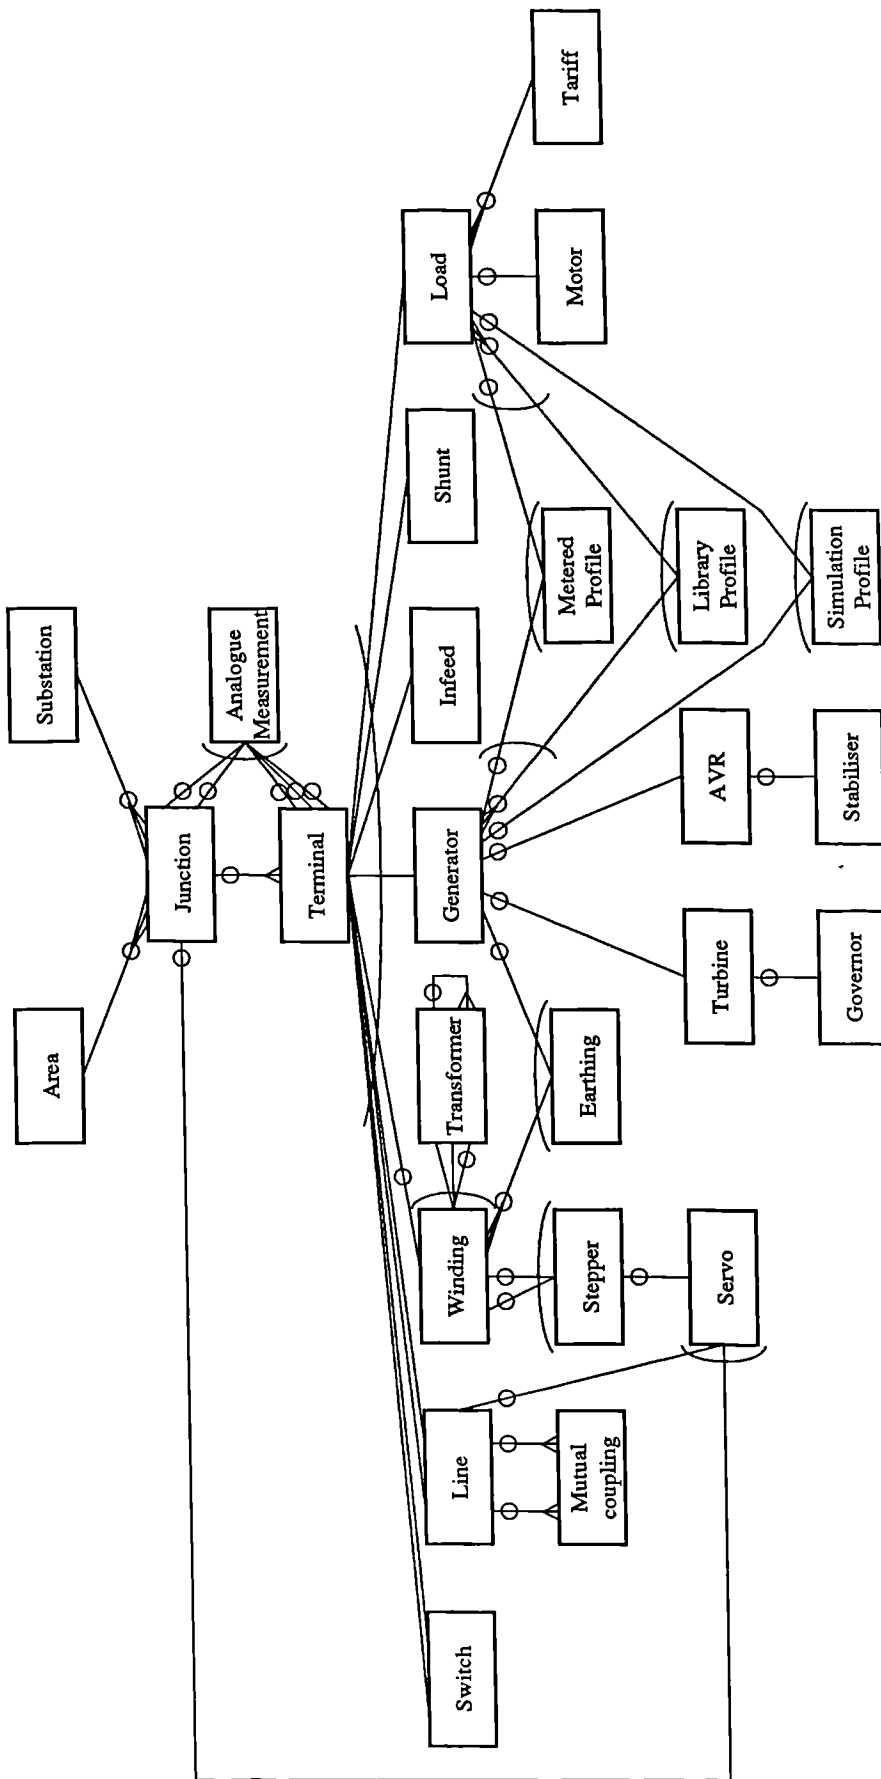 Area
Substation
Junction
Analogue
Measurement
Terminal
Switch
Line
Winding
Transformer
Generator
Infeed
Shunt
Load
Mutual
coupling
Stepper
Earthing
Metered
Profile
Motor
Tariff
Servo
Turbine
AVR
Library
Profile
Governor
Stabiliser
Simulation
Profile